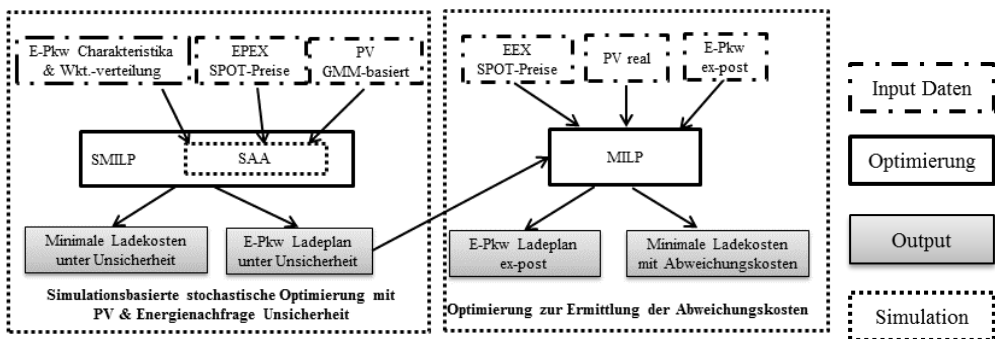 E-Pkw Charakteristika
& Wkt.-verteilung
EPEX
SPOT-Preise
PV
GMM-basiert
SMILP
SAA
Minimale Ladekosten
unter Unsicherheit
E-Pkw Ladeplan
unter Unsicherheit
Simulationsbasierte stochastische Optimierung mit
PV & Energienachfrage Unsicherheit
EEX
SPOT-Preise
PV real
E-Pkw
ex-post
MILP
E-Pkw Ladeplan
ex-post
Minimale Ladekosten
mit Abweichungskosten
Optimierung zur Ermittlung der Abweichungskosten
Input Daten
Optimierung
Output
Simulation